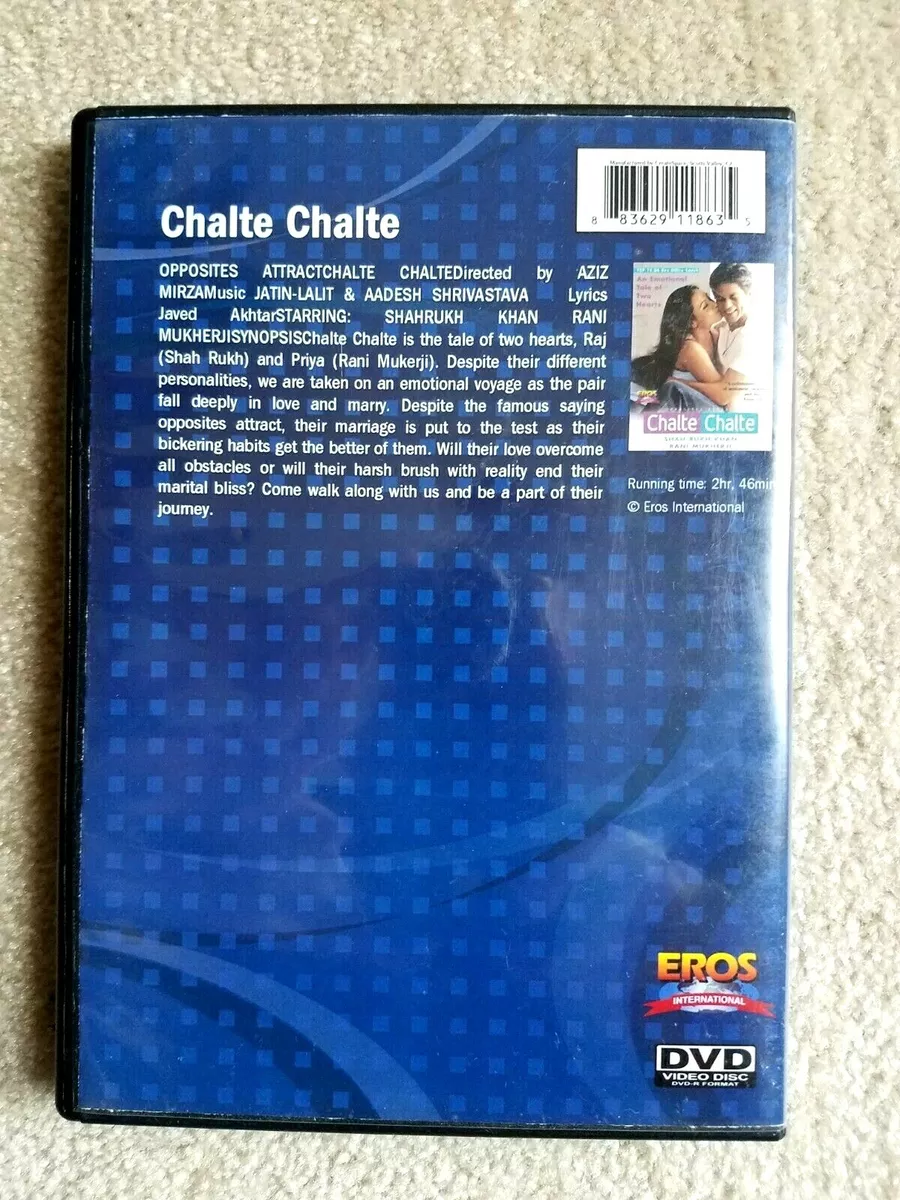 Manufactured by CreateSpace, Scotts Valley, CA
8 83629 11863 5
Chalte Chalte
OPPOSITES ATTRACTCHALTE CHALTEDirected by AZIZ
MIRZAMusic JATIN-LALIT & AADESH SHRIVASTAVA Lyrics
Javed AkhtarSTARRING: SHAHRUKH KHAN RANI
MUKHERJISYNOPSISChalte Chalte is the tale of two hearts, Raj
(Shah Rukh) and Priya (Rani Mukerji). Despite their different
personalities, we are taken on an emotional voyage as the pair
fall deeply in love and marry. Despite the famous saying
opposites attract, their marriage is put to the test as their
bickering habits get the better of them. Will their love overcome
all obstacles or will their harsh brush with reality end their
marital bliss? Come walk along with us and be a part of their
journey.
An Emotional
Tale of
Two
Hearts
EROS
Chalte Chalte
SHAH RUKH KHAN
RANI MUKHERJI
Running time: 2hr, 46min
© Eros International
EROS
INTERNATIONAL
DVD
VIDEO DISC
DVD-R FORMAT